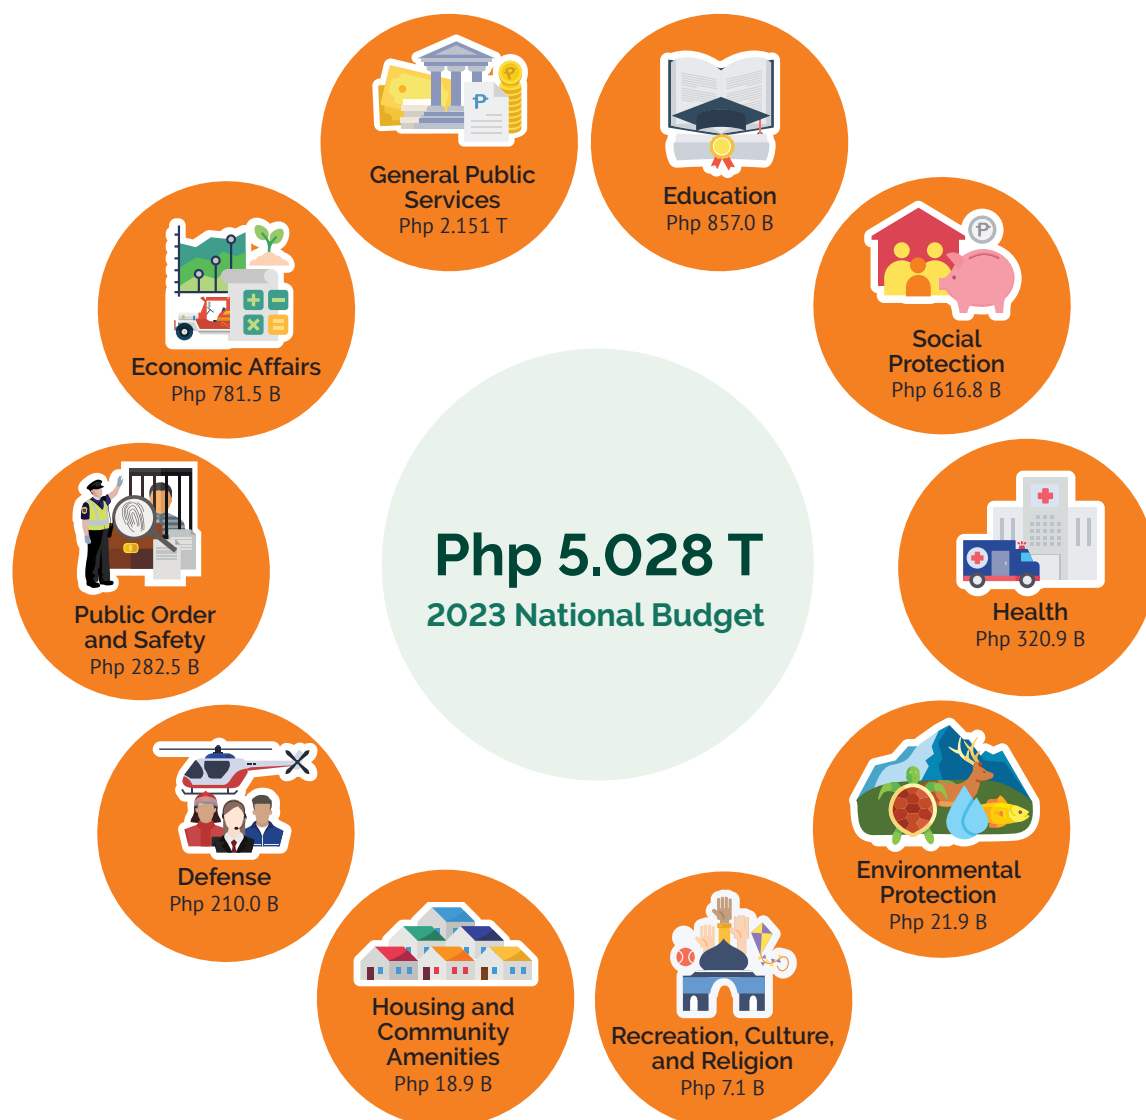 General Public
Services
Php 2.151 T
Education
Php 857.0 B
Social
Protection
Php 616.8 B
Health
Php 320.9 B
Environmental
Protection
Php 21.9 B
Recreation, Culture,
and Religion
Php 7.1 B
Housing and
Community
Amenities
Php 18.9 B
Defense
Php 210.0 B
Public Order
and Safety
Php 282.5 B
Economic Affairs
Php 781.5 B
Php 5.028 T
2023 National Budget